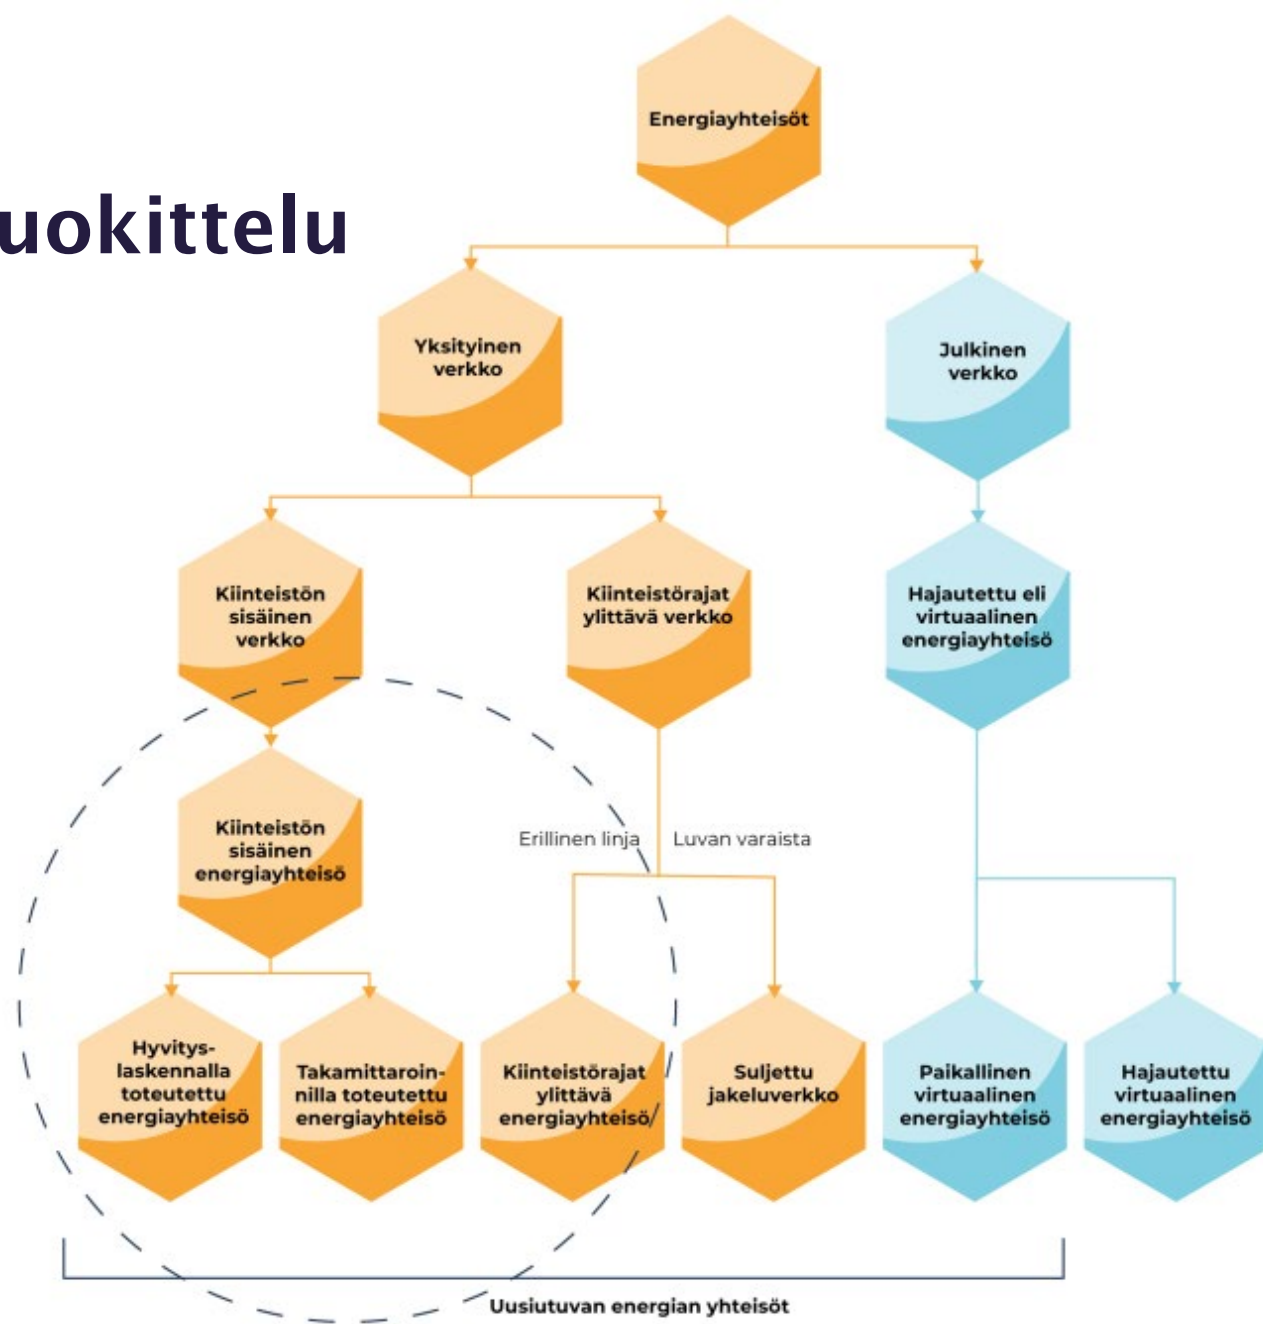 Energiayhteisöt
uokittelu
Yksityinen
verkko
Julkinen
verkko
Kiinteistön
sisäinen
verkko
Kiinteistörajat
ylittävä verkko
Hajautettu eli
virtuaalinen
energiayhteisö
Kiinteistön
sisäinen
energiayhteisö
Erillinen linja
Luvan varaista
Hyvitys-
laskennalla
toteutettu
energiayhteisö
Takamittaroin-
nilla toteutettu
energiayhteisö
Kiinteistörajat
ylittävä
energiayhteisö/
Suljettu
jakeluverkko
Paikallinen
virtuaalinen
energiayhteisö
Hajautettu
virtuaalinen
energiayhteisö
Uusiutuvan energian yhteisöt